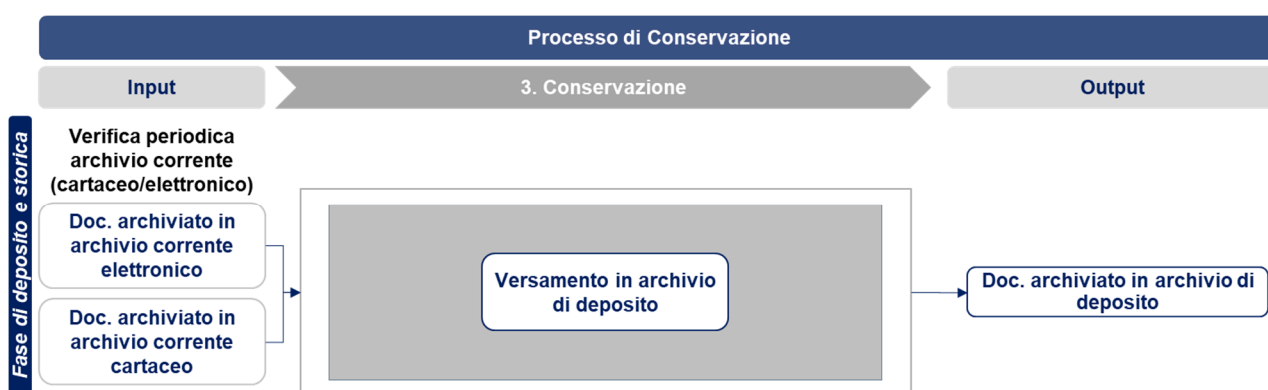 Processo di Conservazione
Input
3. Conservazione
Output
Fase di deposito e storica
Verifica periodica
archivio corrente
(cartaceo/elettronico)
Doc. archiviato in
archivio corrente
elettronico
Doc. archiviato in
archivio corrente
cartaceo
Versamento in archivio
di deposito
Doc. archiviato in archivio di
deposito